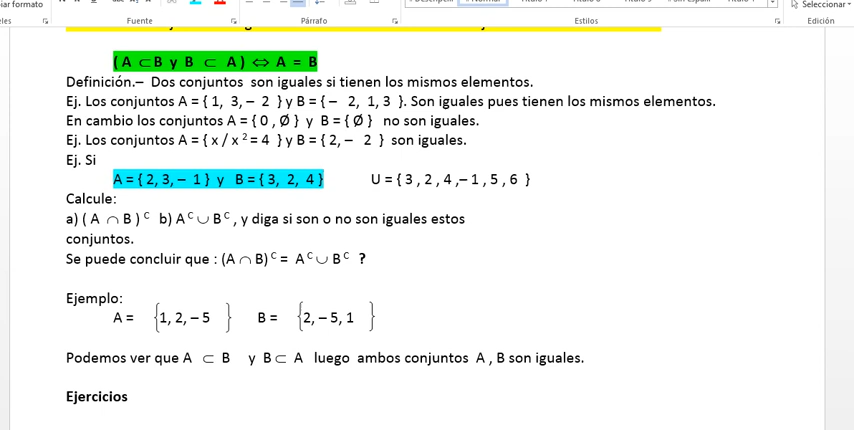 iar formato
Seleccionar
les Fuente Párrafo Estilos Edición
( A ⊂B y B ⊂ A ) ⇔ A = B
Definición.– Dos conjuntos son iguales si tienen los mismos elementos.
Ej. Los conjuntos A = { 1, 3, – 2 } y B = { – 2, 1, 3 }. Son iguales pues tienen los mismos elementos.
En cambio los conjuntos A = { 0 , Ø } y B = { Ø } no son iguales.
Ej. Los conjuntos A = { x / x ² = 4 } y B = { 2, – 2 } son iguales.
Ej. Si
A = { 2, 3, – 1 } y B = { 3, 2, 4 } U = { 3 , 2 , 4 ,– 1 , 5 , 6 }
Calcule:
a) ( A ∩ B ) ᶜ b) A ᶜ ∪ B ᶜ , y diga si son o no son iguales estos
conjuntos.
Se puede concluir que : (A ∩ B) ᶜ = A ᶜ ∪ B ᶜ ?
Ejemplo:
A = {1, 2, – 5 } B = {2, – 5, 1 }
Podemos ver que A ⊂ B y B ⊂ A luego ambos conjuntos A , B son iguales.
Ejercicios